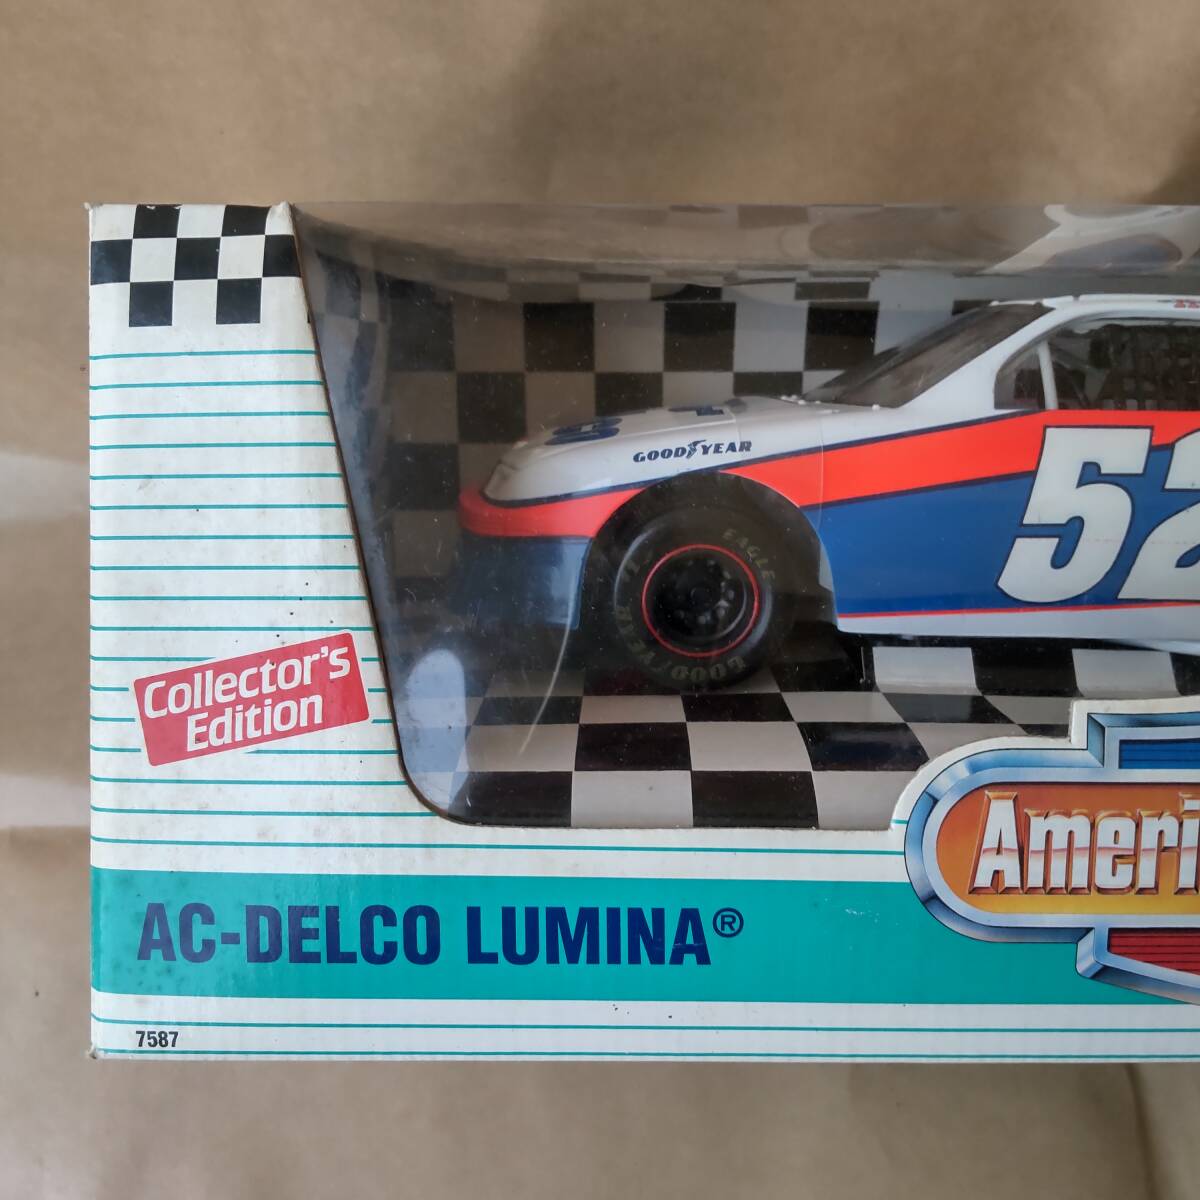 GOODYEAR
52
EAGLE
GOODYEAR
Collector's
Edition
Ameri
AC-DELCO LUMINA®
7587